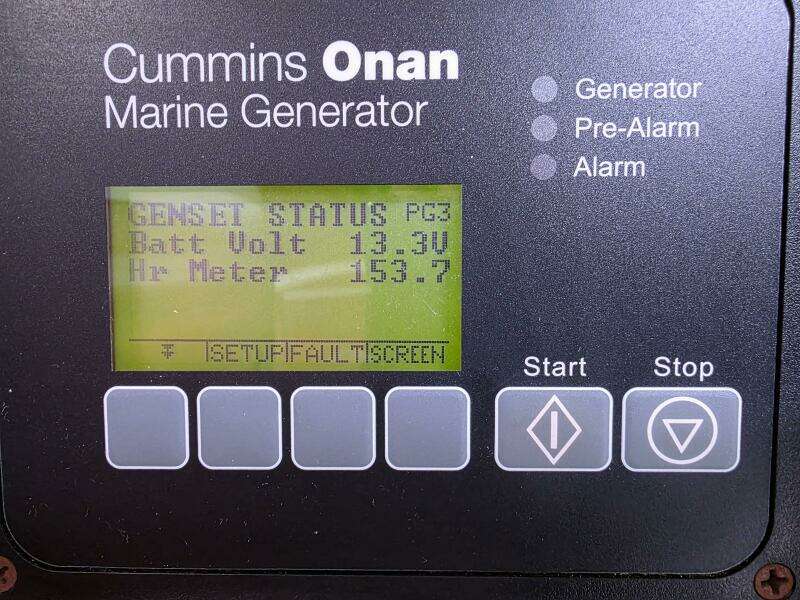 Cummins Onan
Marine Generator
Generator
Pre-Alarm
Alarm
GENSET STATUS PG3
Batt Volt 13.3V
Hr Meter 153.7
SETUP FAULT SCREEN
Start
Stop